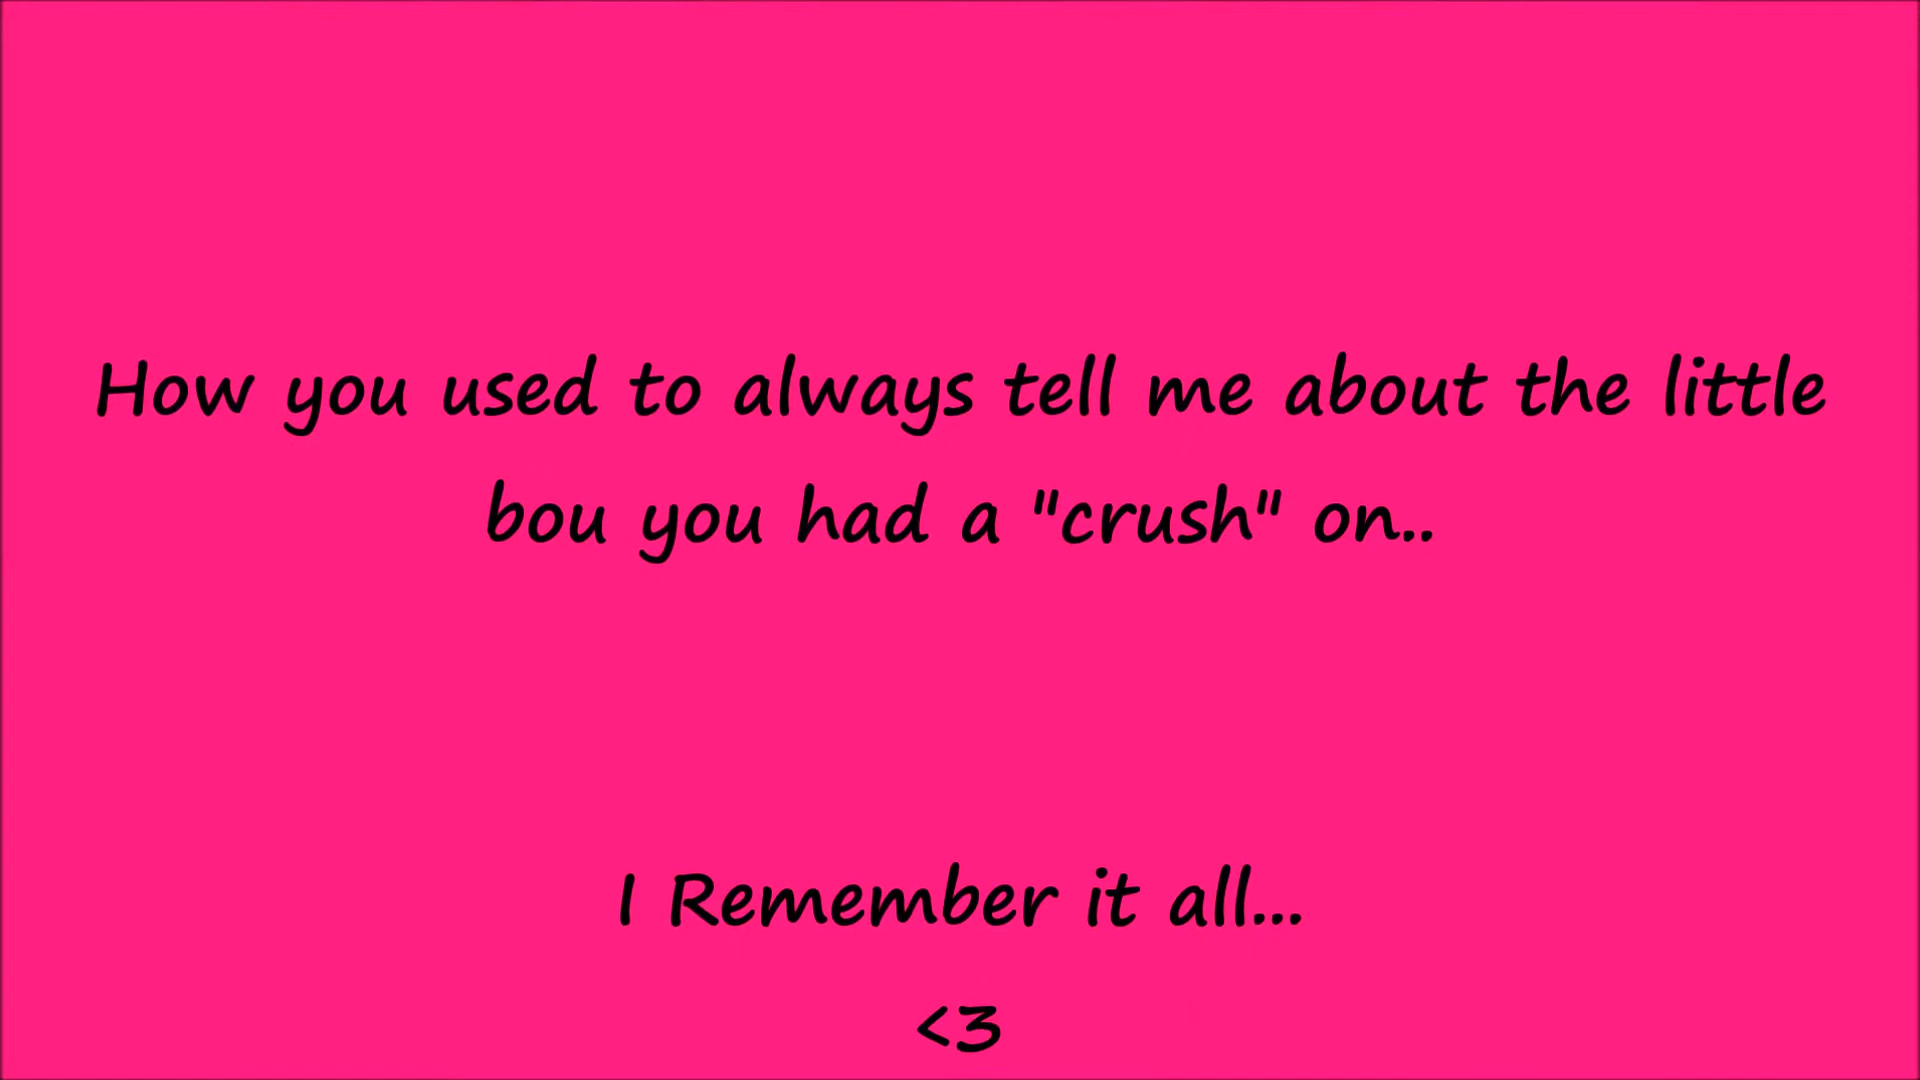 How you used to always tell me about the little
bou you had a "crush" on..
I Remember it all...
<3